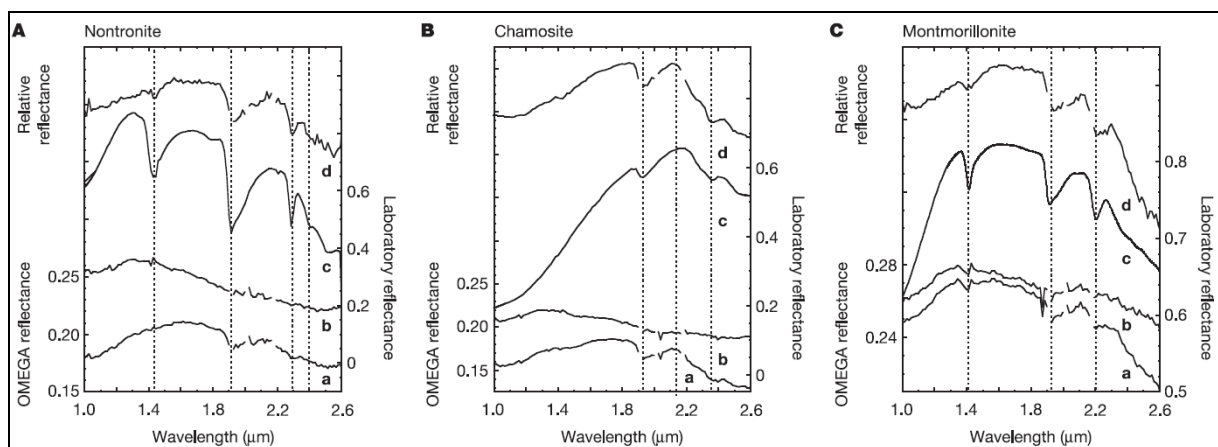 A Nontronite
Relative
reflectance
OMEGA reflectance
0.25
0.20
0.15
d
c
b
a
0.6
0.4
0.2
0
Laboratory reflectance
1.0 1.4 1.8 2.2 2.6
Wavelength (μm)
B Chamosite
Relative
reflectance
OMEGA reflectance
0.25
0.20
0.15
d
c
b
a
0.6
0.4
0.2
0
Laboratory reflectance
1.0 1.4 1.8 2.2 2.6
Wavelength (μm)
C Montmorillonite
Relative
reflectance
OMEGA reflectance
0.28
0.24
d
c
b
a
0.8
0.7
0.6
0.5
Laboratory reflectance
1.0 1.4 1.8 2.2 2.6
Wavelength (μm)